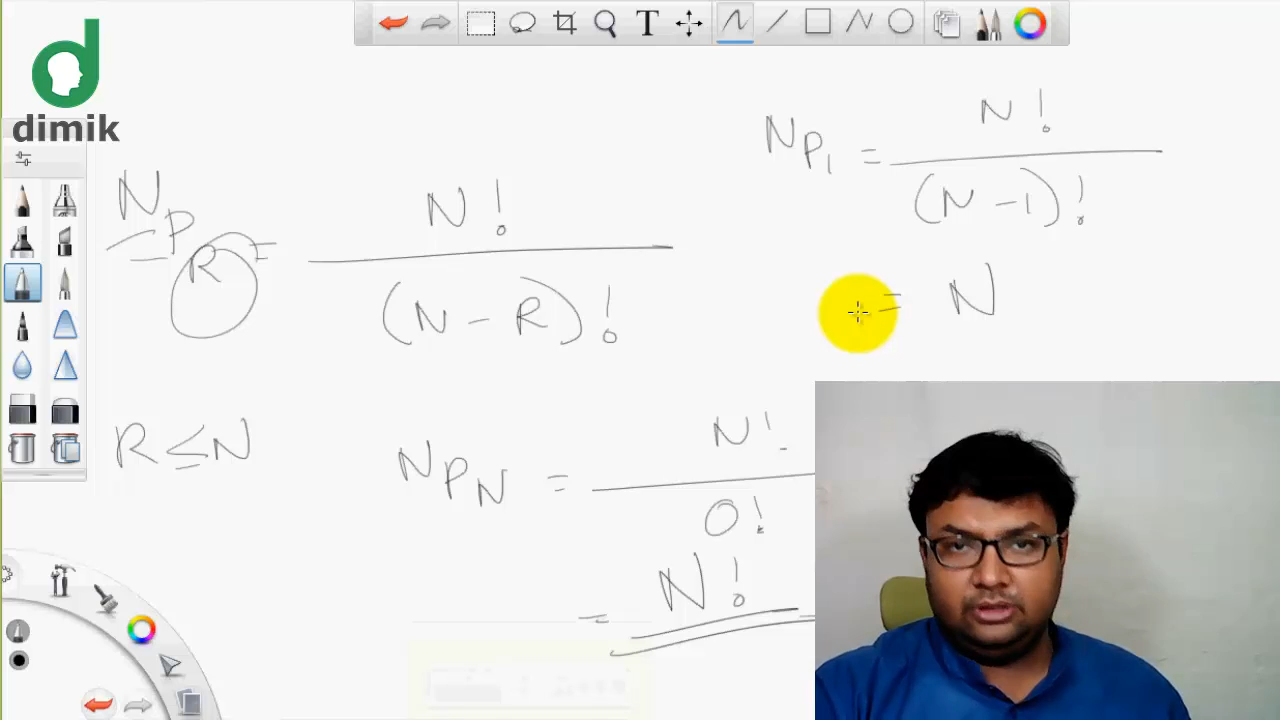 dimik
NPR = N! / (N - R)!
NP1 = N! / (N - 1)!
= N
R ≤ N
NPN = N! / 0!
= N!